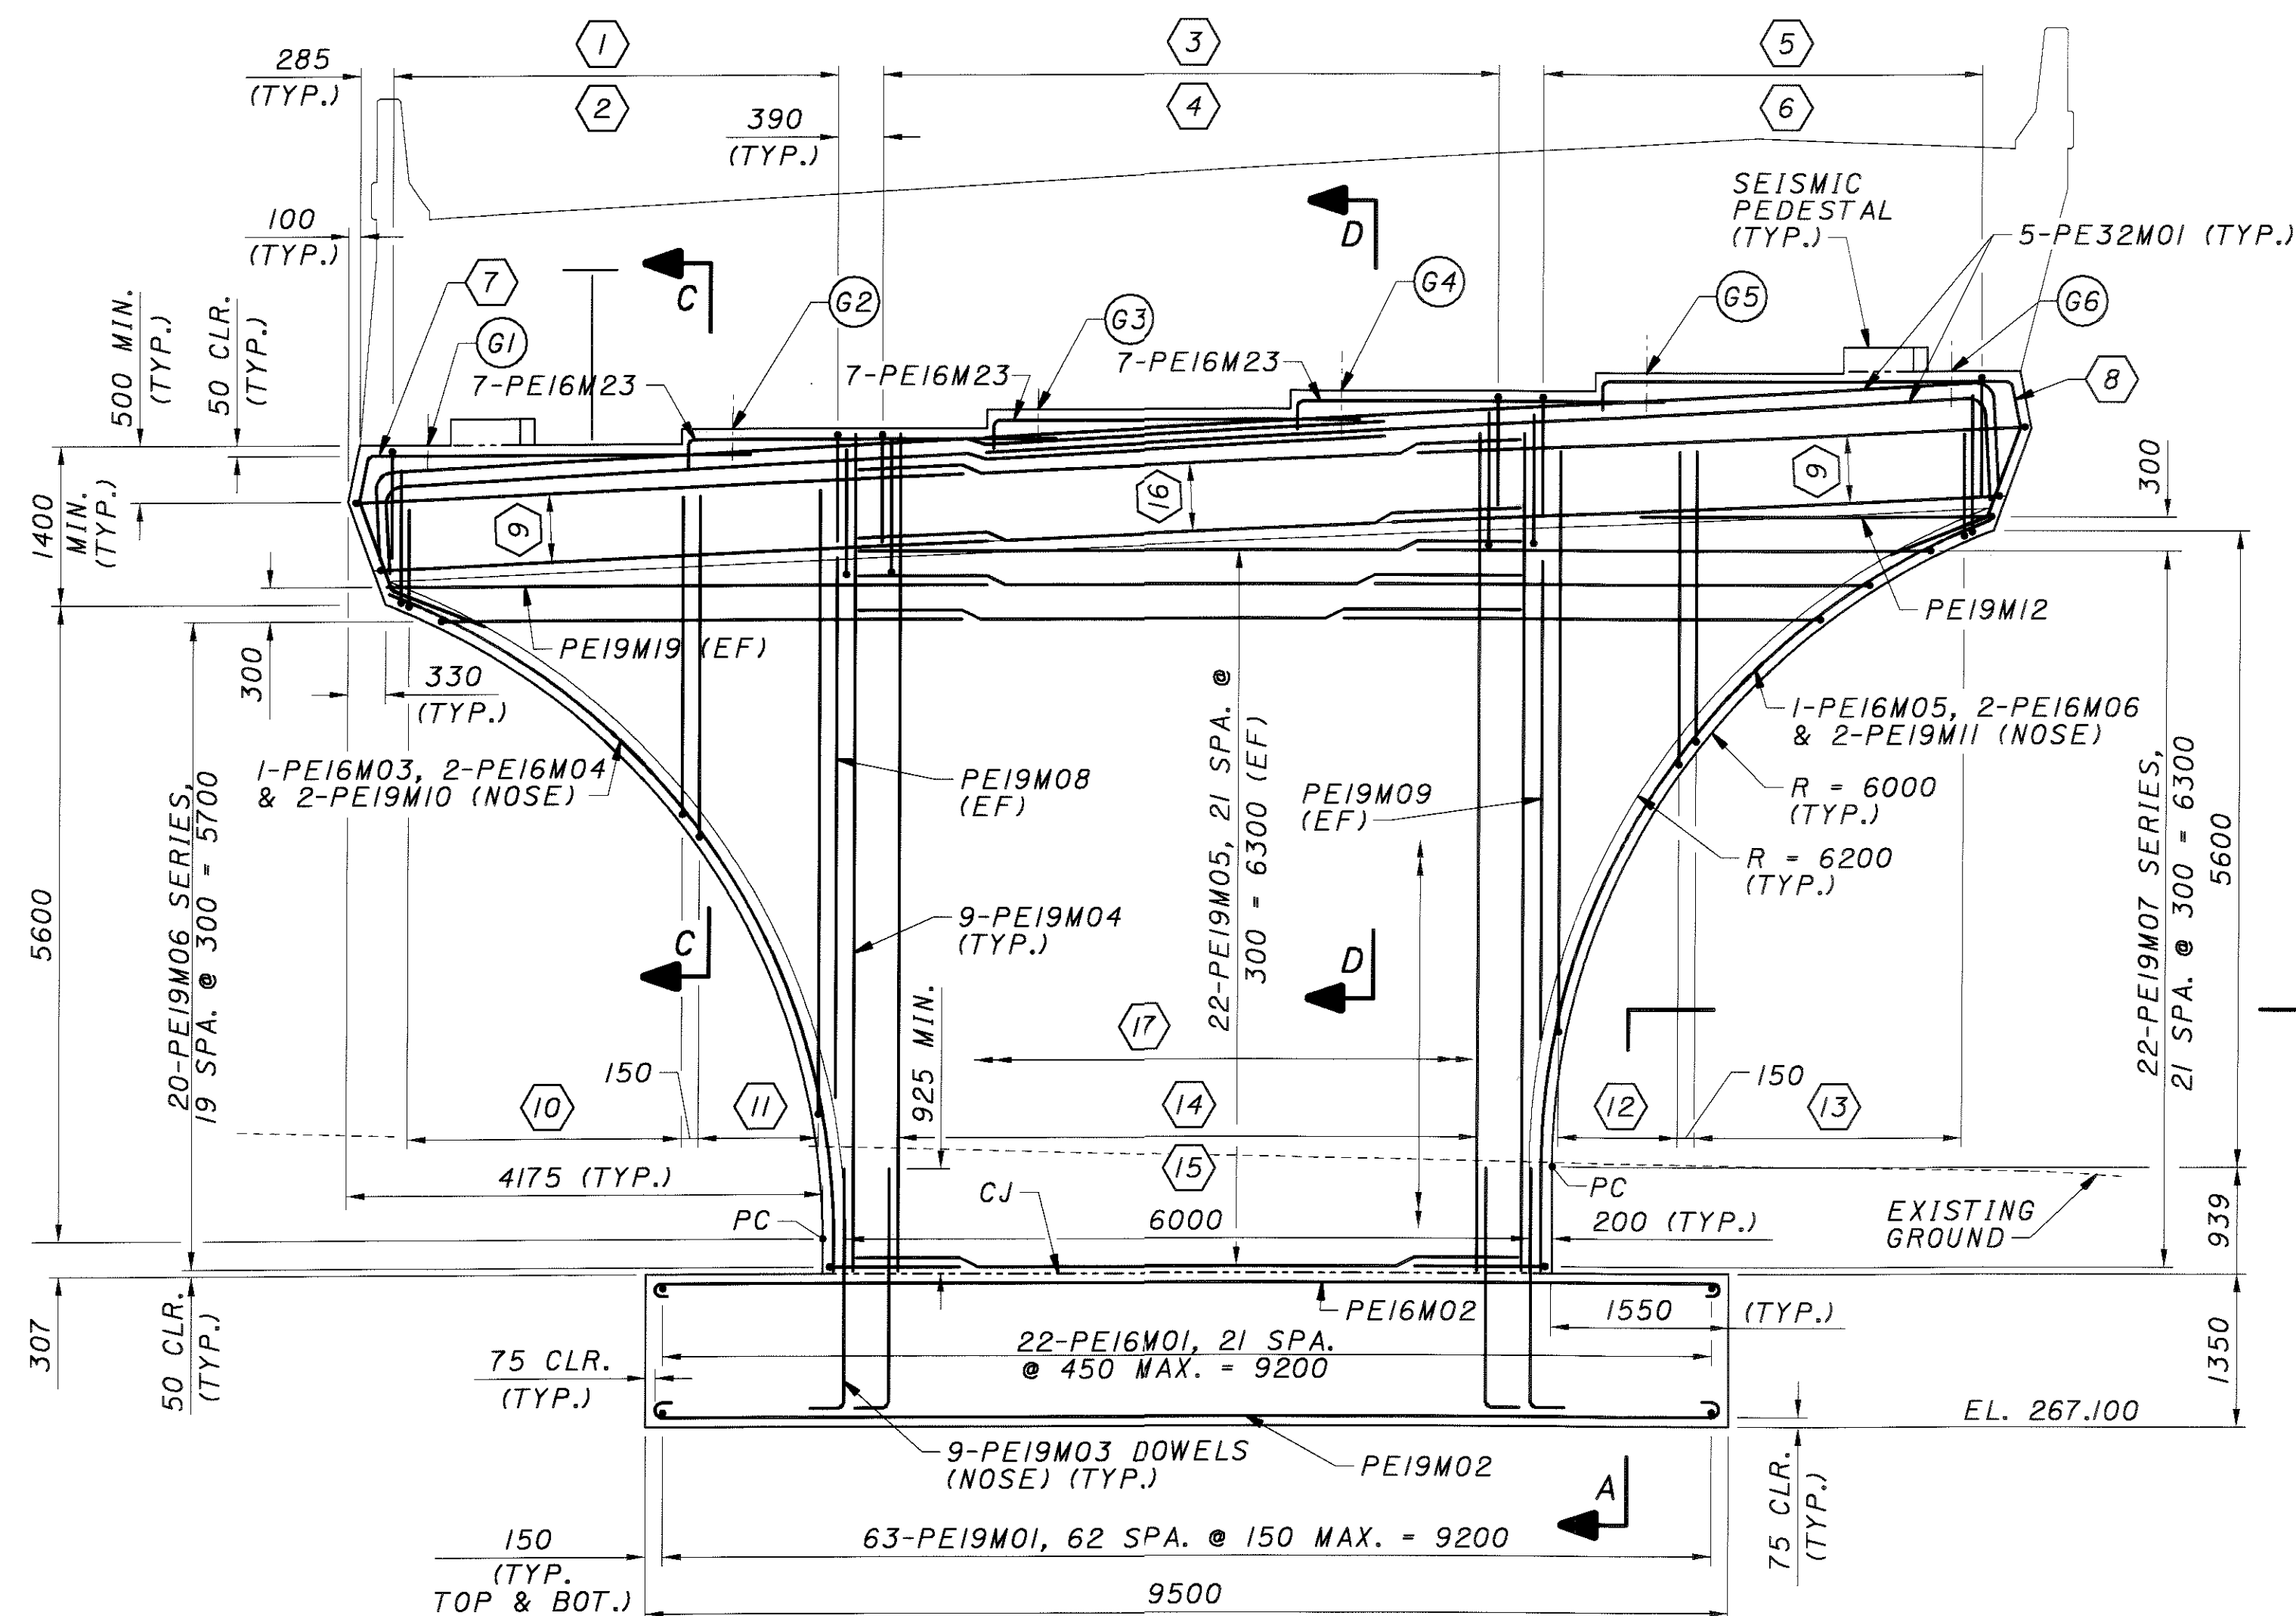 1
3
5
285
(TYP.)
2
4
6
390
(TYP.)
SEISMIC
PEDESTAL
(TYP.)
5-PE32M01 (TYP.)
100
(TYP.)
D
7
C
G2
G4
G5
G6
500 MIN.
(TYP.)
50 CLR.
(TYP.)
G1
G3
7-PE16M23
7-PE16M23
7-PE16M23
8
1400
MIN.
(TYP.)
9
16
9
300
PE19M12
PE19M19 (EF)
300
330
(TYP.)
1-PE16M03, 2-PE16M04
& 2-PE19M10 (NOSE)
PE19M08
(EF)
PE19M09
(EF)
22-PE19M05, 21 SPA. @
300 = 6300 (EF)
1-PE16M05, 2-PE16M06
& 2-PE19M11 (NOSE)
R = 6000
(TYP.)
R = 6200
(TYP.)
5600
20-PE19M06 SERIES,
19 SPA. @ 300 = 5700
22-PE19M07 SERIES,
21 SPA. @ 300 = 6300
5600
9-PE19M04
(TYP.)
C
D
925 MIN.
17
150
10
11
14
15
12
150
13
4175 (TYP.)
CJ
PC
PC
6000
200 (TYP.)
EXISTING
GROUND
939
307
50 CLR.
(TYP.)
PE16M02
1550
(TYP.)
1350
75 CLR.
(TYP.)
22-PE16M01, 21 SPA.
@ 450 MAX. = 9200
EL. 267.100
9-PE19M03 DOWELS
(NOSE) (TYP.)
PE19M02
A
75 CLR.
(TYP.)
150
(TYP.
TOP & BOT.)
63-PE19M01, 62 SPA. @ 150 MAX. = 9200
9500